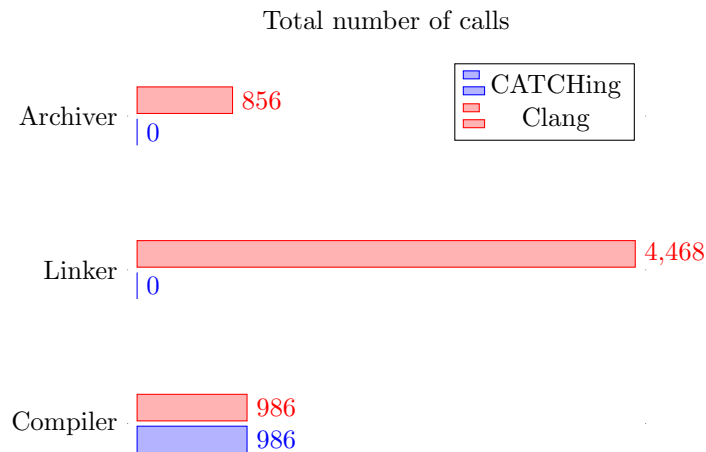 Total number of calls
CATCHing
Clang
Archiver
856
0
Linker
4,468
0
Compiler
986
986